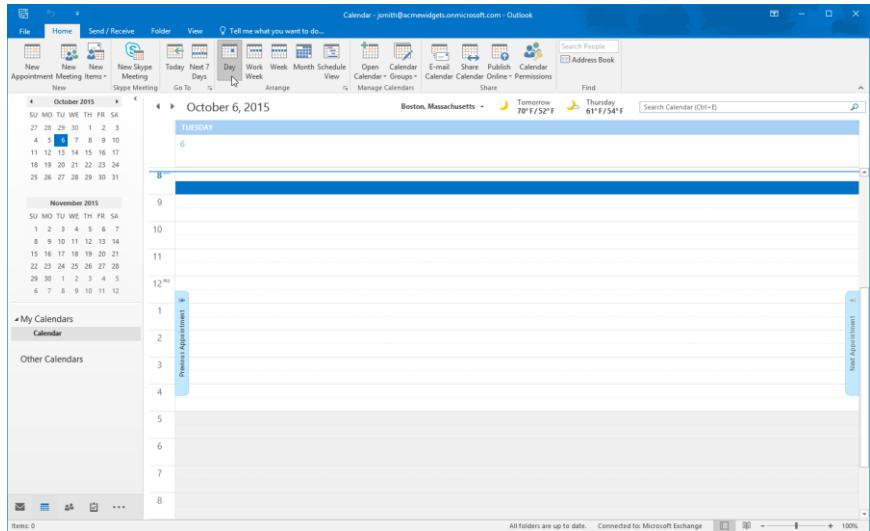 Calendar - jsmith@acmewidgets.onmicrosoft.com - Outlook
File Home Send / Receive Folder View Tell me what you want to do...
New Appointment
New Meeting
New Items
New Skype Meeting
Today
Next 7 Days
Day
Work Week
Week
Month
Schedule View
Open Calendar
Calendar Groups
E-mail Calendar
Share Calendar
Publish Online
Calendar Permissions
Search People
Address Book
New Skype Meeting Go To Arrange Manage Calendars Share Find
October 2015
SU MO TU WE TH FR SA
27 28 29 30 1 2 3
4 5 6 7 8 9 10
11 12 13 14 15 16 17
18 19 20 21 22 23 24
25 26 27 28 29 30 31
November 2015
SU MO TU WE TH FR SA
1 2 3 4 5 6 7
8 9 10 11 12 13 14
15 16 17 18 19 20 21
22 23 24 25 26 27 28
29 30 1 2 3 4 5
6 7 8 9 10 11 12
My Calendars
Calendar
Other Calendars
October 6, 2015
Boston, Massachusetts
Tomorrow
70°F/52°F
Thursday
61°F/54°F
Search Calendar (Ctrl+E)
TUESDAY
6
8
9
10
11
12 PM
1
2
3
4
5
6
7
8
Previous Appointment
Next Appointment
Items: 0
All folders are up to date. Connected to: Microsoft Exchange
100%